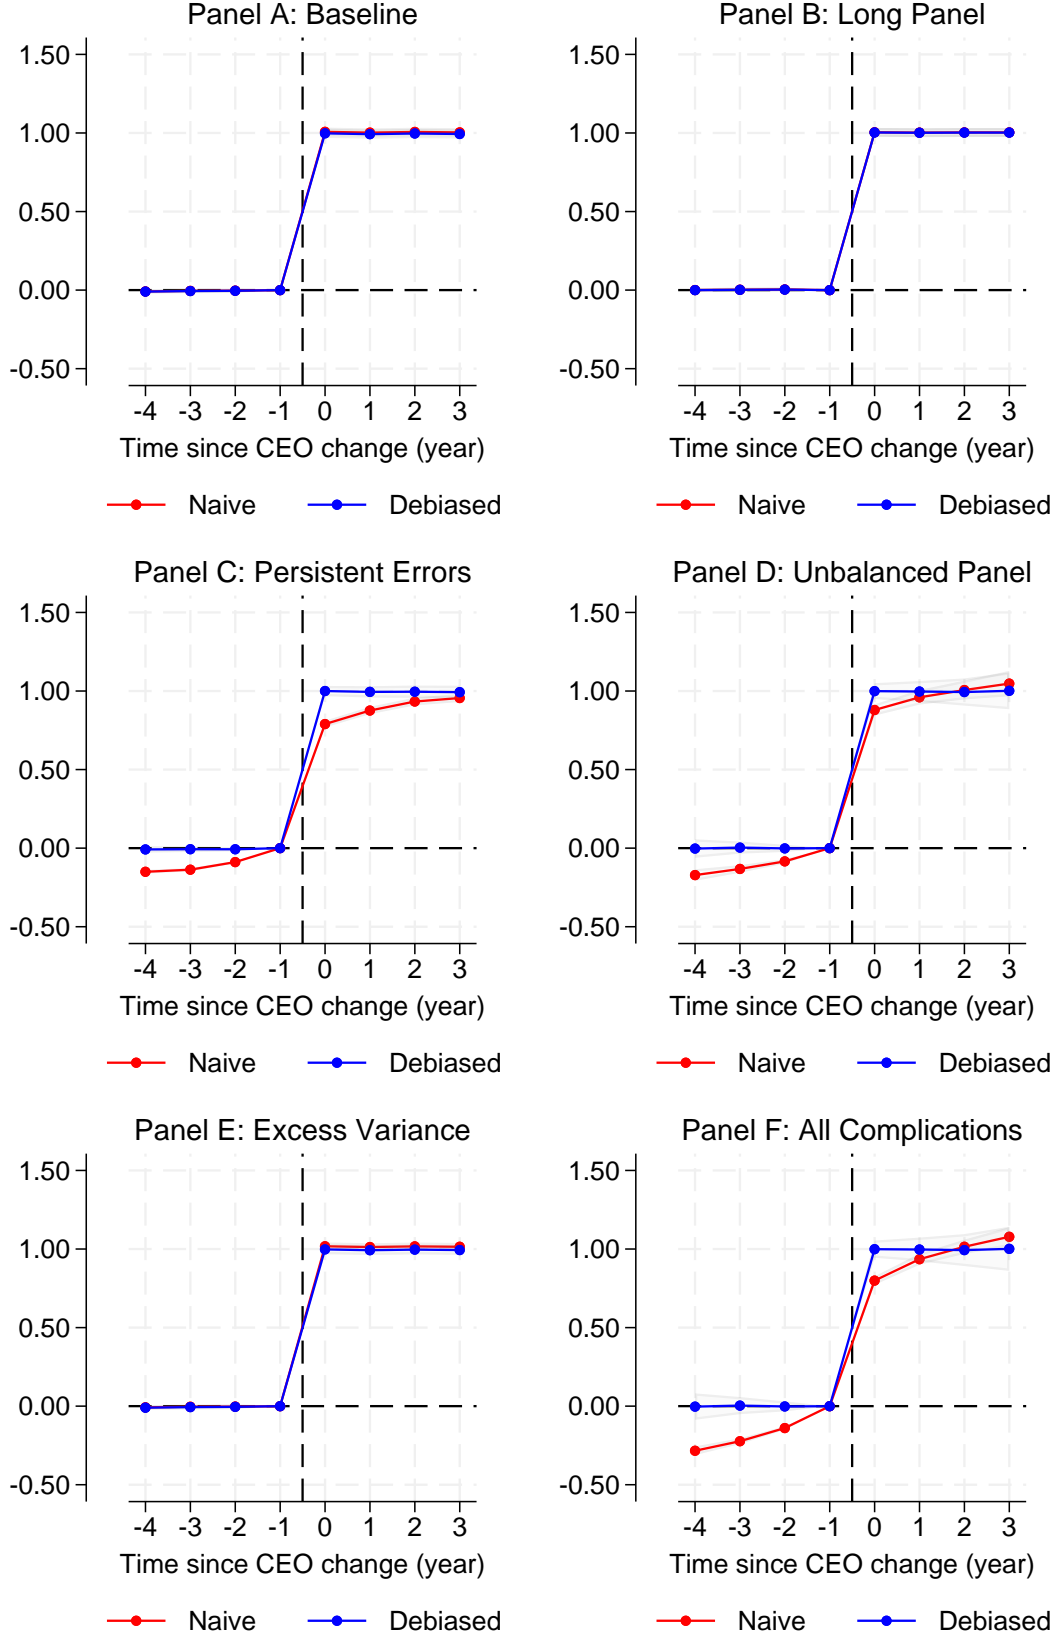 Panel A: Baseline
1.50
1.00
0.50
0.00
-0.50
-4 -3 -2 -1 0 1 2 3
Time since CEO change (year)
Naive Debiased
Panel B: Long Panel
1.50
1.00
0.50
0.00
-0.50
-4 -3 -2 -1 0 1 2 3
Time since CEO change (year)
Naive Debiased
Panel C: Persistent Errors
1.50
1.00
0.50
0.00
-0.50
-4 -3 -2 -1 0 1 2 3
Time since CEO change (year)
Naive Debiased
Panel D: Unbalanced Panel
1.50
1.00
0.50
0.00
-0.50
-4 -3 -2 -1 0 1 2 3
Time since CEO change (year)
Naive Debiased
Panel E: Excess Variance
1.50
1.00
0.50
0.00
-0.50
-4 -3 -2 -1 0 1 2 3
Time since CEO change (year)
Naive Debiased
Panel F: All Complications
1.50
1.00
0.50
0.00
-0.50
-4 -3 -2 -1 0 1 2 3
Time since CEO change (year)
Naive Debiased